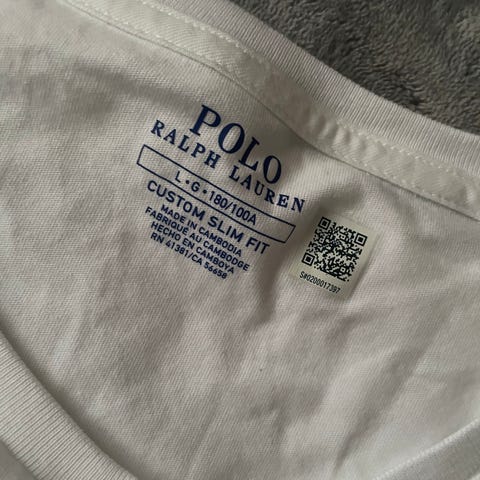 POLO
RALPH LAUREN
L • G • 180/100A
CUSTOM SLIM FIT
MADE IN CAMBODIA
FABRIQUÉ AU CAMBODGE
HECHO EN CAMBOYA
RN 41381/CA 56658
S#0200017397